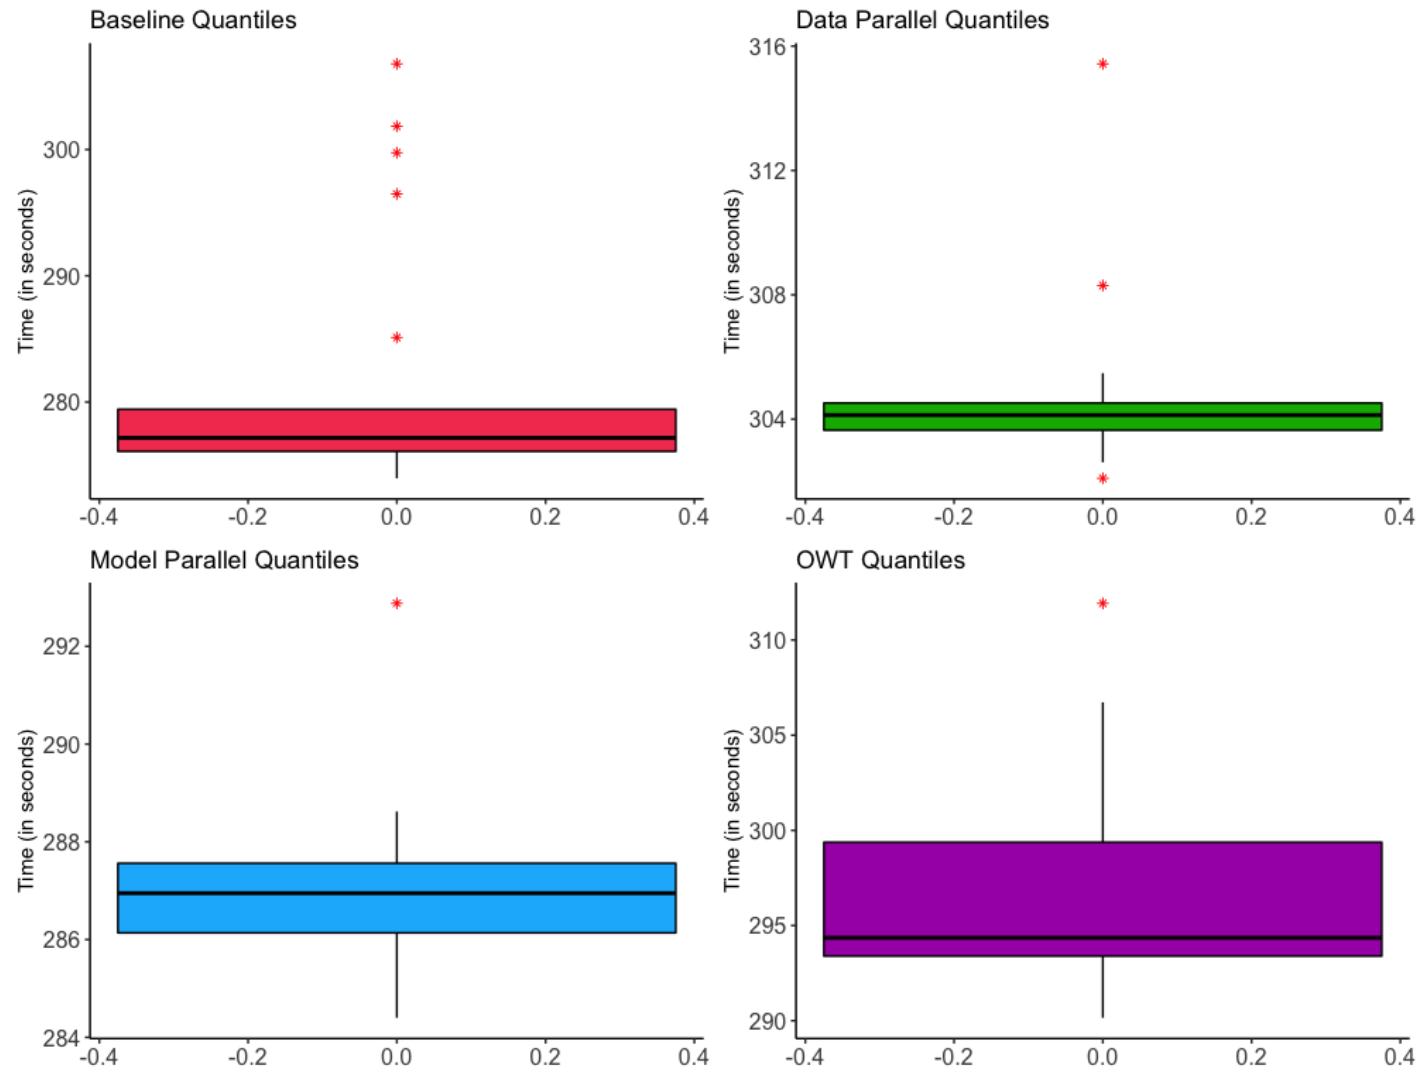 Baseline Quantiles
Time (in seconds)
300
290
280
-0.4 -0.2 0.0 0.2 0.4
Data Parallel Quantiles
Time (in seconds)
316
312
308
304
-0.4 -0.2 0.0 0.2 0.4
Model Parallel Quantiles
Time (in seconds)
292
290
288
286
284
-0.4 -0.2 0.0 0.2 0.4
OWT Quantiles
Time (in seconds)
310
305
300
295
290
-0.4 -0.2 0.0 0.2 0.4